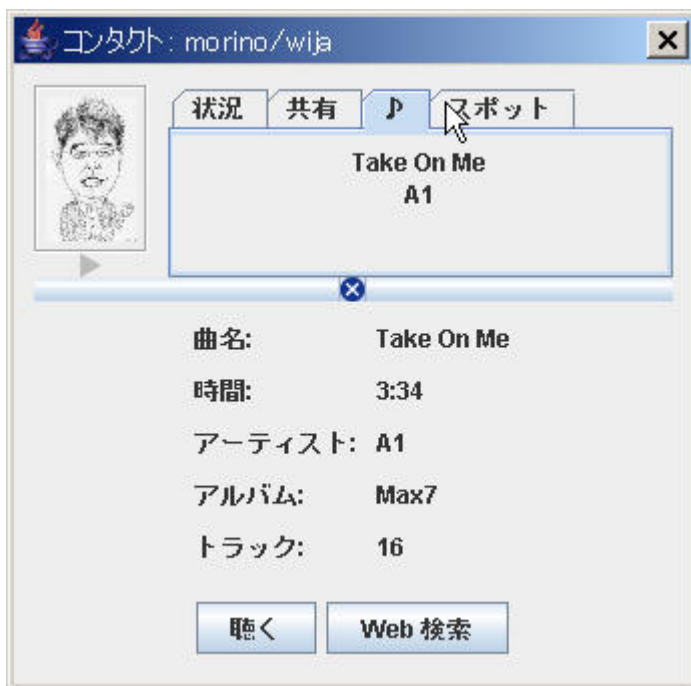 コンタクト: morino/wija
状況 共有 ♪ スポット
Take On Me
A1
曲名: Take On Me
時間: 3:34
アーティスト: A1
アルバム: Max7
トラック: 16
聴く Web 検索